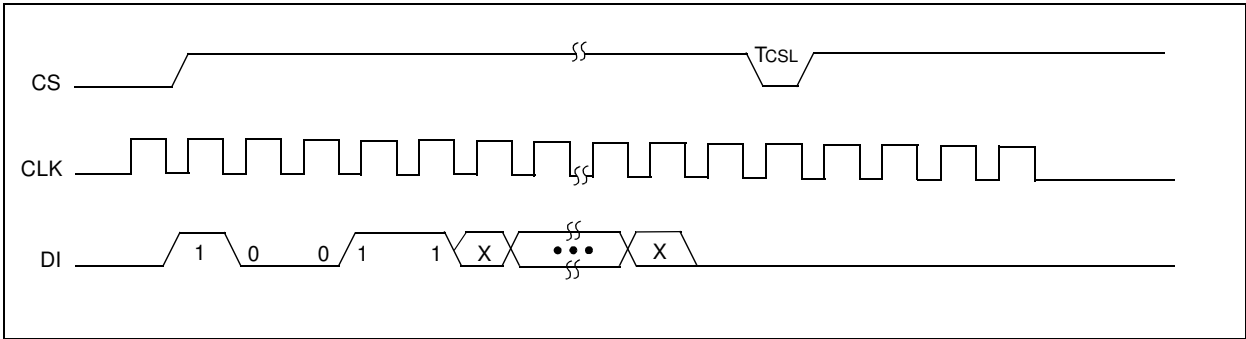 CS
TCSL
CLK
DI
1 0 0 1 1 X ••• X